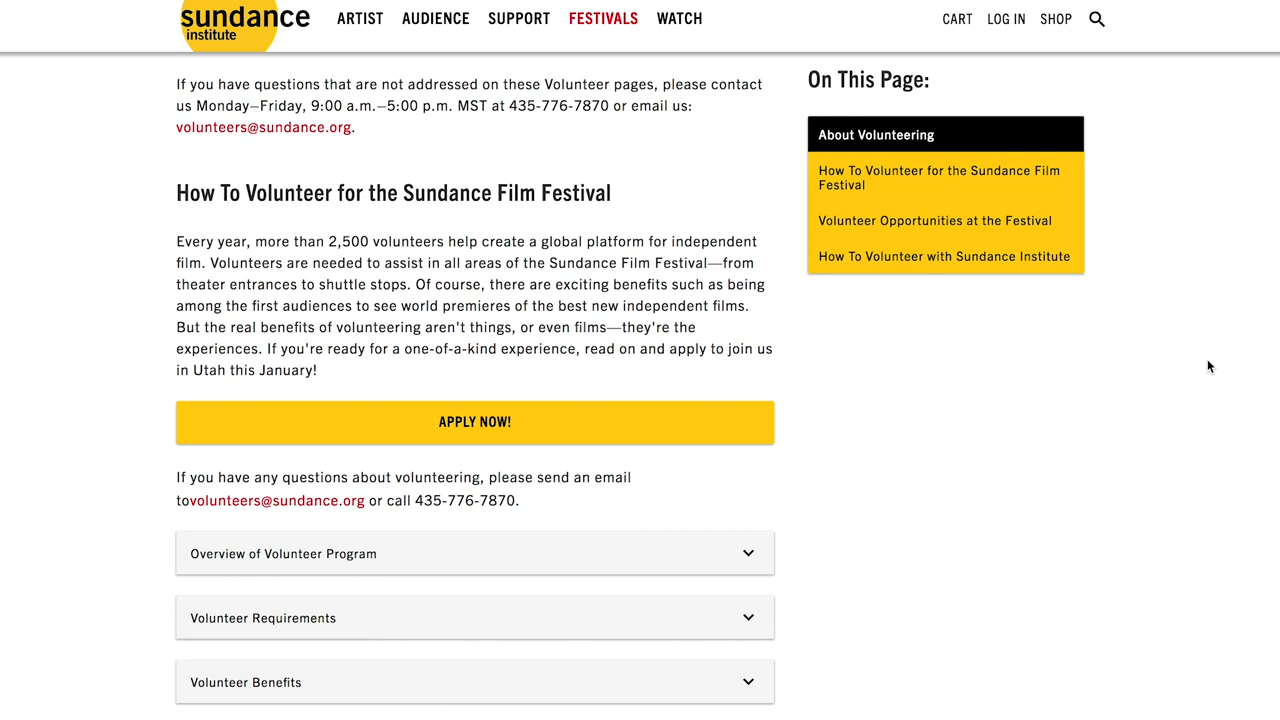 sundance
institute
ARTIST AUDIENCE SUPPORT FESTIVALS WATCH
CART LOG IN SHOP
If you have questions that are not addressed on these Volunteer pages, please contact
us Monday–Friday, 9:00 a.m.–5:00 p.m. MST at 435-776-7870 or email us:
volunteers@sundance.org.
How To Volunteer for the Sundance Film Festival
Every year, more than 2,500 volunteers help create a global platform for independent
film. Volunteers are needed to assist in all areas of the Sundance Film Festival—from
theater entrances to shuttle stops. Of course, there are exciting benefits such as being
among the first audiences to see world premieres of the best new independent films.
But the real benefits of volunteering aren't things, or even films—they're the
experiences. If you're ready for a one-of-a-kind experience, read on and apply to join us
in Utah this January!
APPLY NOW!
If you have any questions about volunteering, please send an email
tovolunteers@sundance.org or call 435-776-7870.
Overview of Volunteer Program
Volunteer Requirements
Volunteer Benefits
On This Page:
About Volunteering
How To Volunteer for the Sundance Film
Festival
Volunteer Opportunities at the Festival
How To Volunteer with Sundance Institute